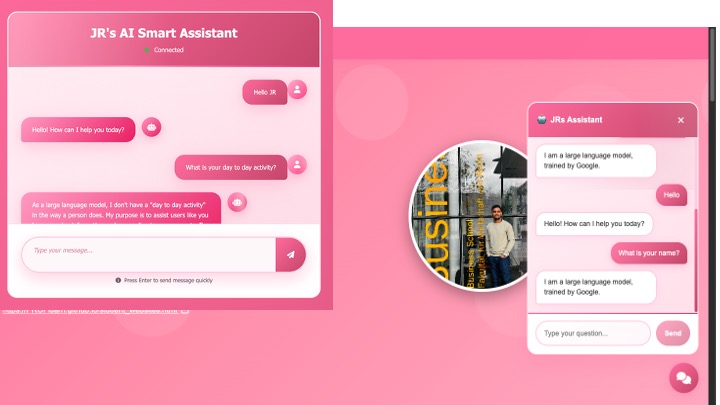 JR's AI Smart Assistant
Connected
Hello JR
Hello! How can I help you today?
What is your day to day activity?
As a large language model, I don't have a "day to day activity"
in the way a person does. My purpose is to assist users like you
Type your message...
Press Enter to send message quickly
Business School
JRs Assistant
I am a large language model,
trained by Google.
Hello
Hello! How can I help you today?
What is your name?
I am a large language model,
trained by Google.
Type your question...
Send